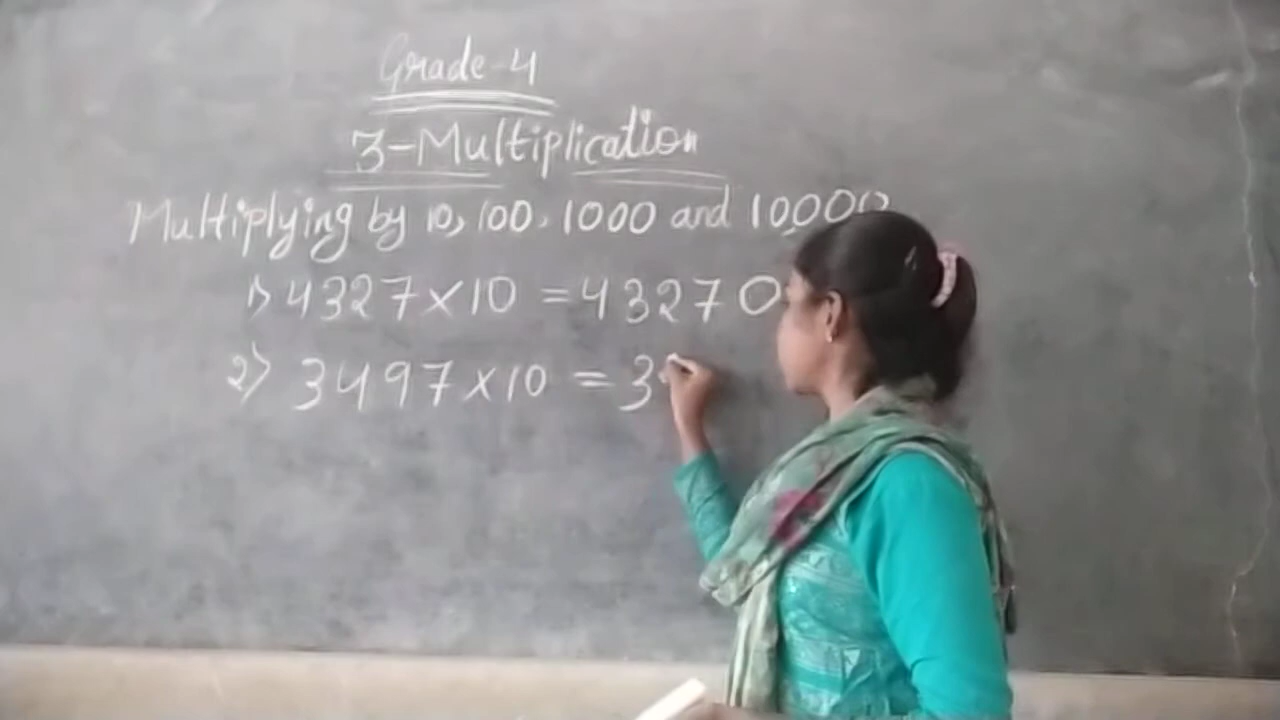 Grade-4
3-Multiplication
Multiplying by 10, 100, 1000 and 10,000
1) 4327×10 = 43270
2) 3497×10 = 3